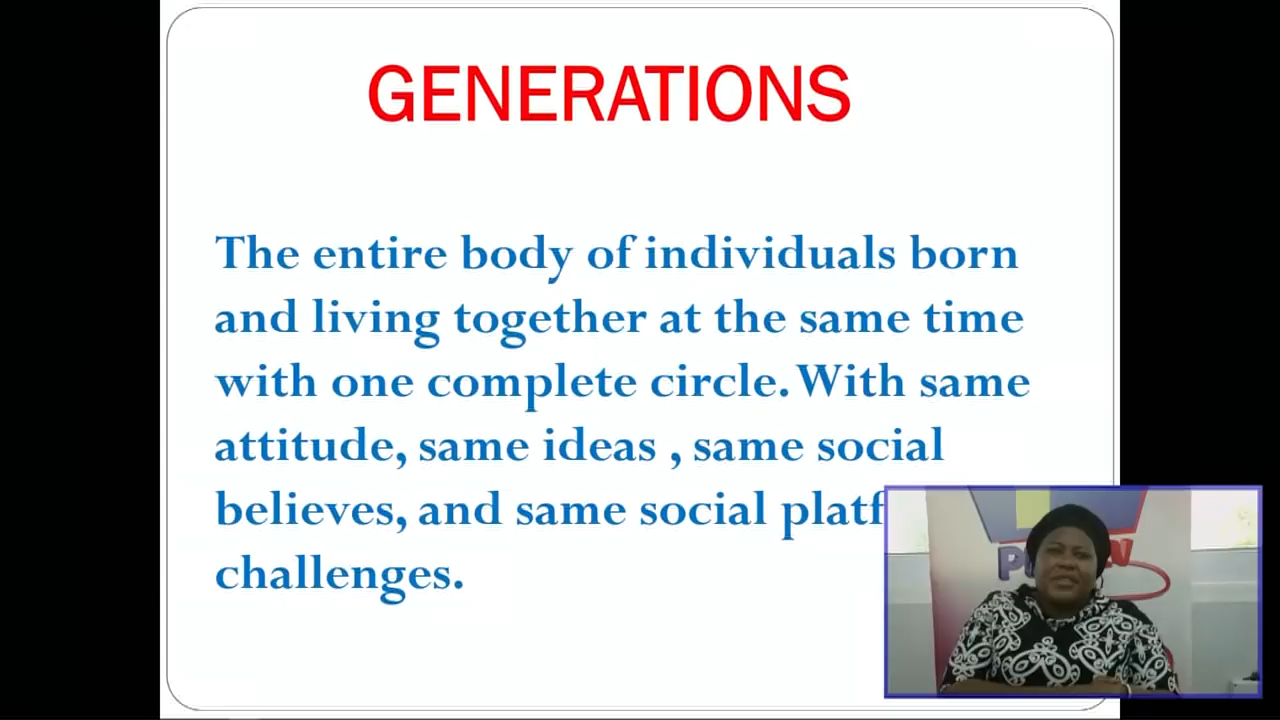 GENERATIONS
The entire body of individuals born
and living together at the same time
with one complete circle. With same
attitude, same ideas , same social
believes, and same social
challenges.